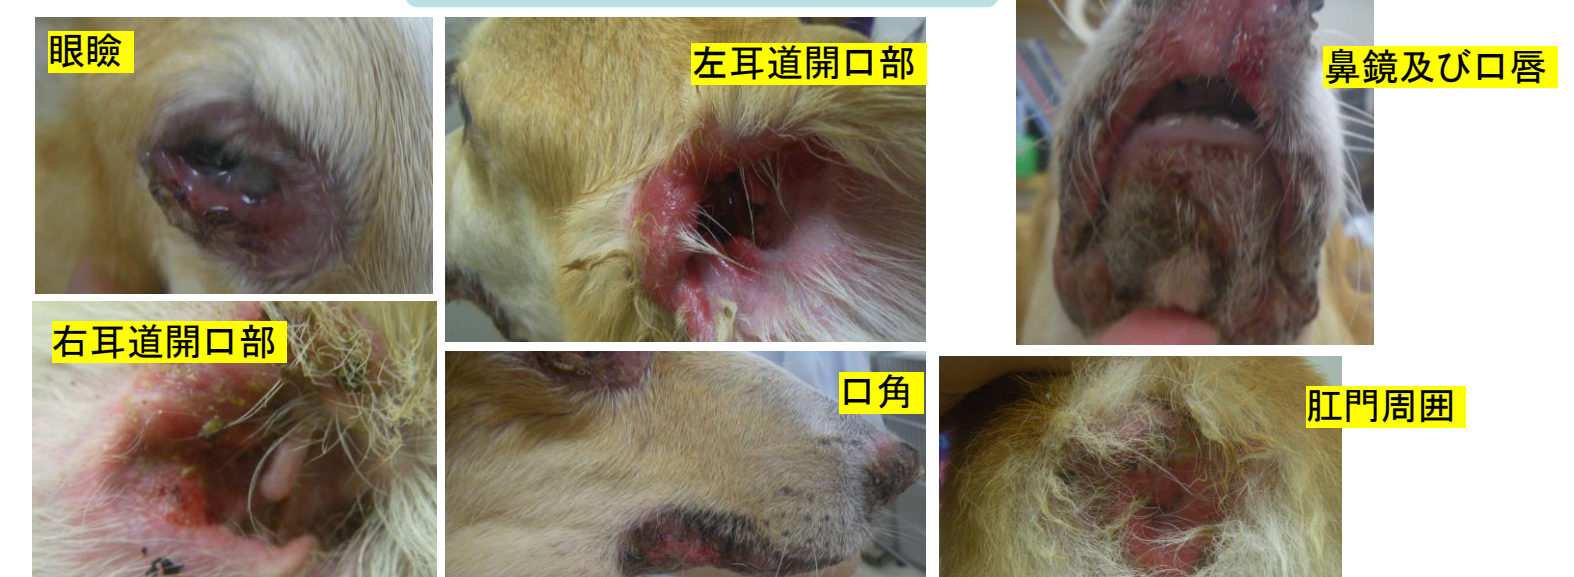 眼瞼
左耳道開口部
鼻鏡及び口唇
右耳道開口部
口角
肛門周囲